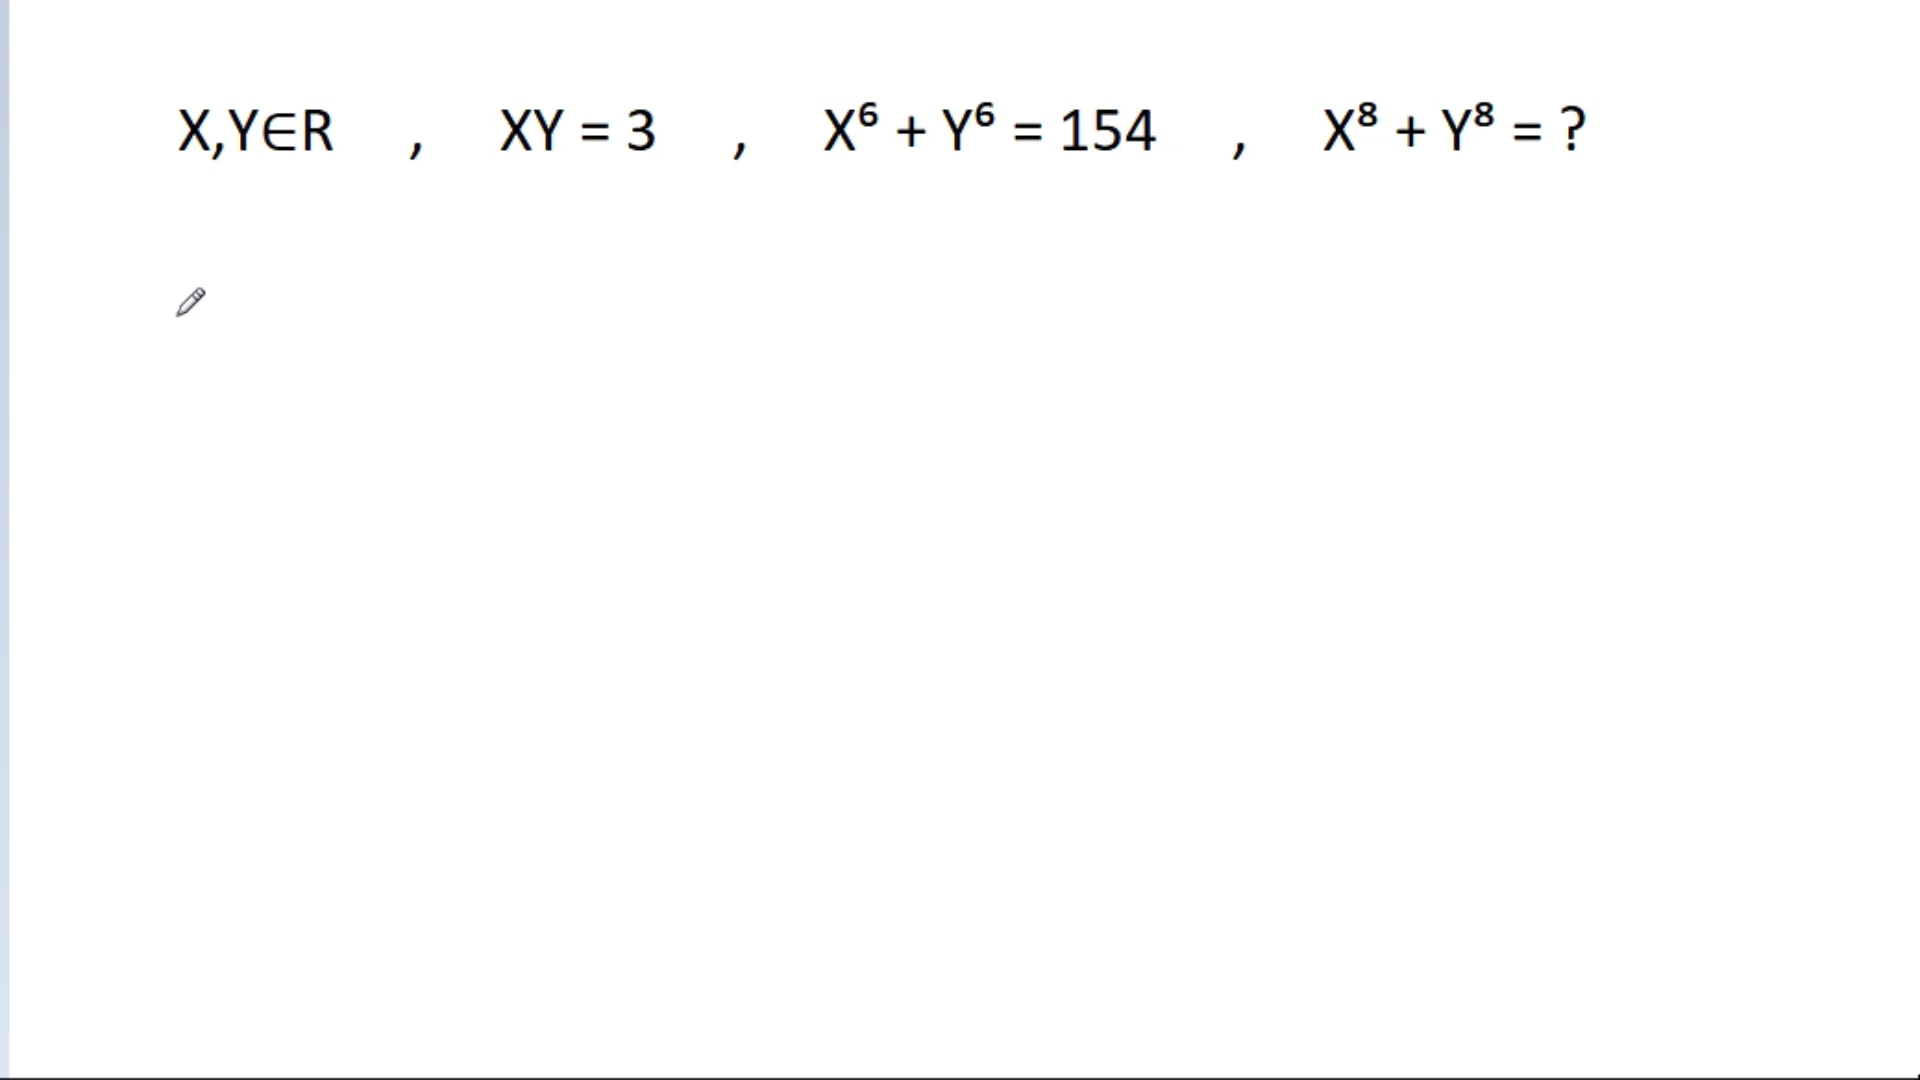 X,Y∈R , XY = 3 , X⁶ + Y⁶ = 154 , X⁸ + Y⁸ = ?